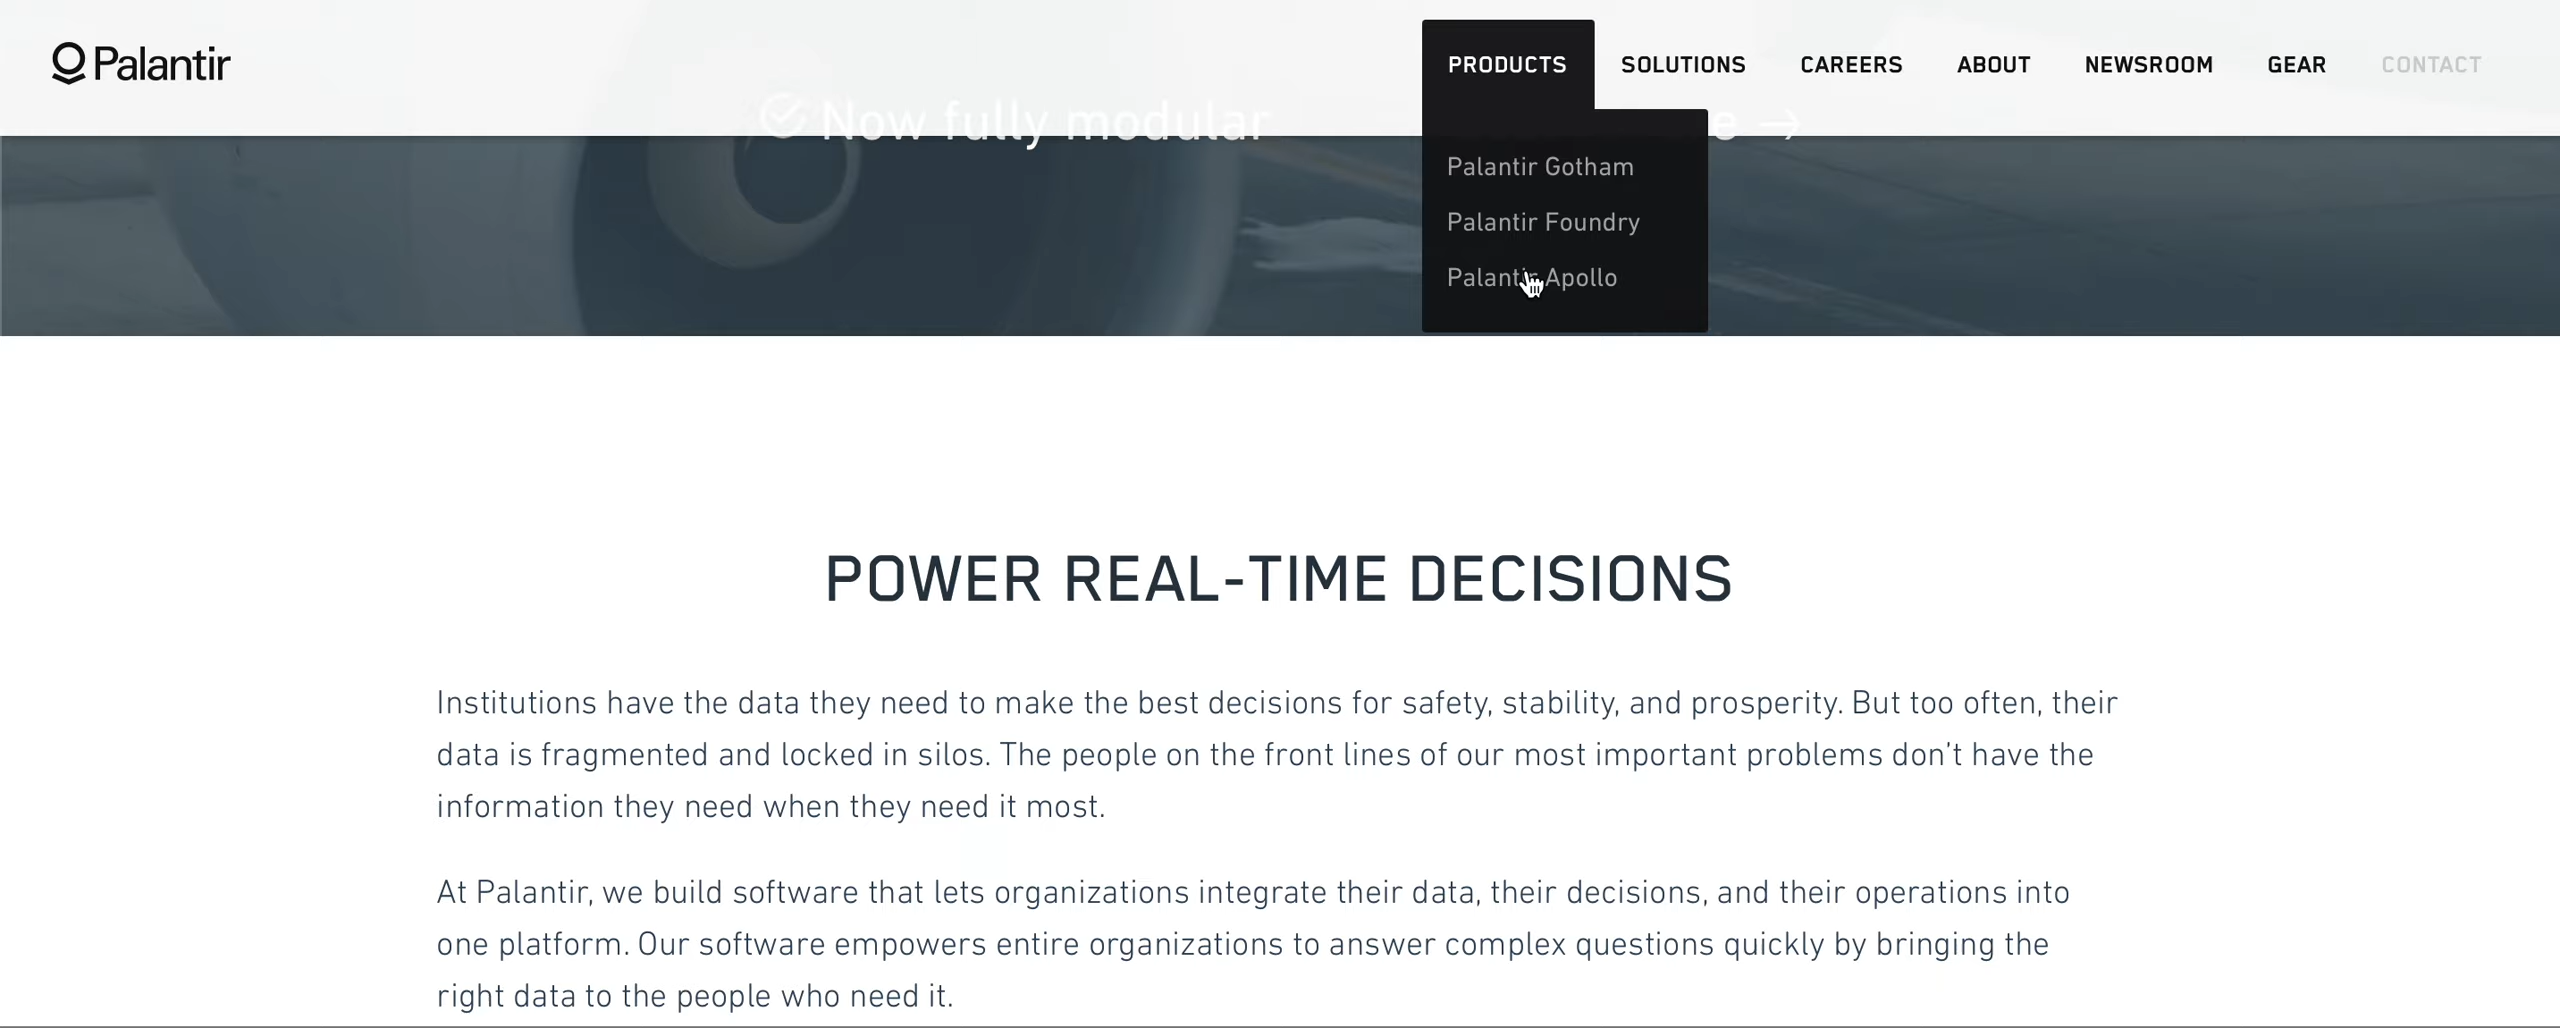 Palantir
PRODUCTS SOLUTIONS CAREERS ABOUT NEWSROOM GEAR CONTACT
Now fully modular
Palantir Gotham
Palantir Foundry
Palantir Apollo
POWER REAL-TIME DECISIONS
Institutions have the data they need to make the best decisions for safety, stability, and prosperity. But too often, their
data is fragmented and locked in silos. The people on the front lines of our most important problems don't have the
information they need when they need it most.
At Palantir, we build software that lets organizations integrate their data, their decisions, and their operations into
one platform. Our software empowers entire organizations to answer complex questions quickly by bringing the
right data to the people who need it.